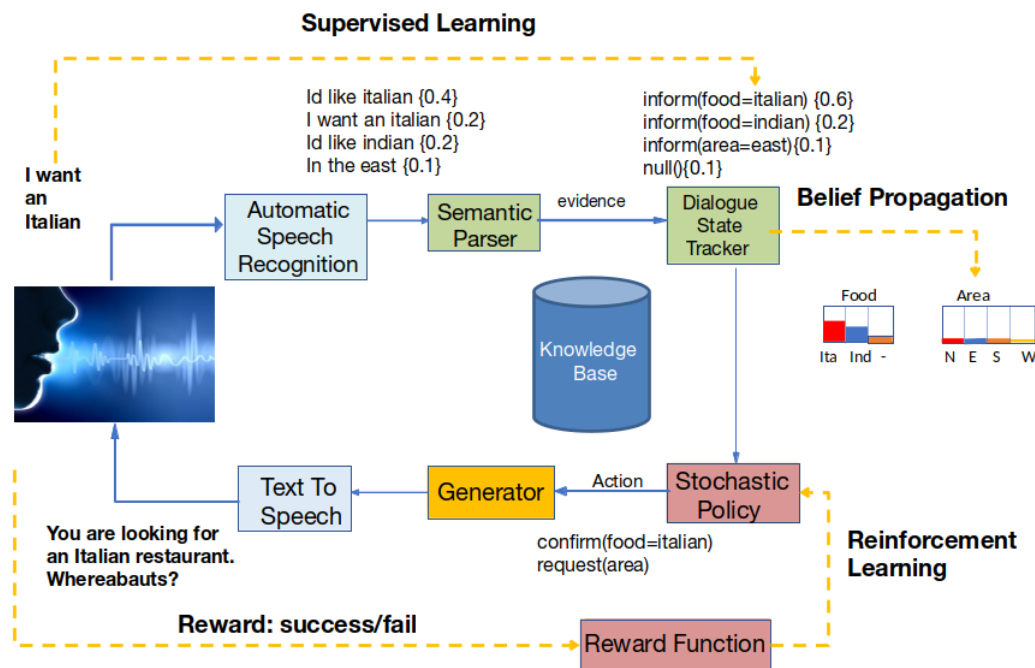 Supervised Learning
Id like italian {0.4}
I want an italian {0.2}
Id like indian {0.2}
In the east {0.1}
inform(food=italian) {0.6}
inform(food=indian) {0.2}
inform(area=east){0.1}
null(){0.1}
I want
an
Italian
Automatic
Speech
Recognition
Semantic
Parser
evidence
Dialogue
State
Tracker
Belief Propagation
Food
Ita Ind -
Area
N E S W
Knowledge
Base
Text To
Speech
Generator
Action
Stochastic
Policy
confirm(food=italian)
request(area)
You are looking for
an Italian restaurant.
Whereabauts?
Reinforcement
Learning
Reward: success/fail
Reward Function